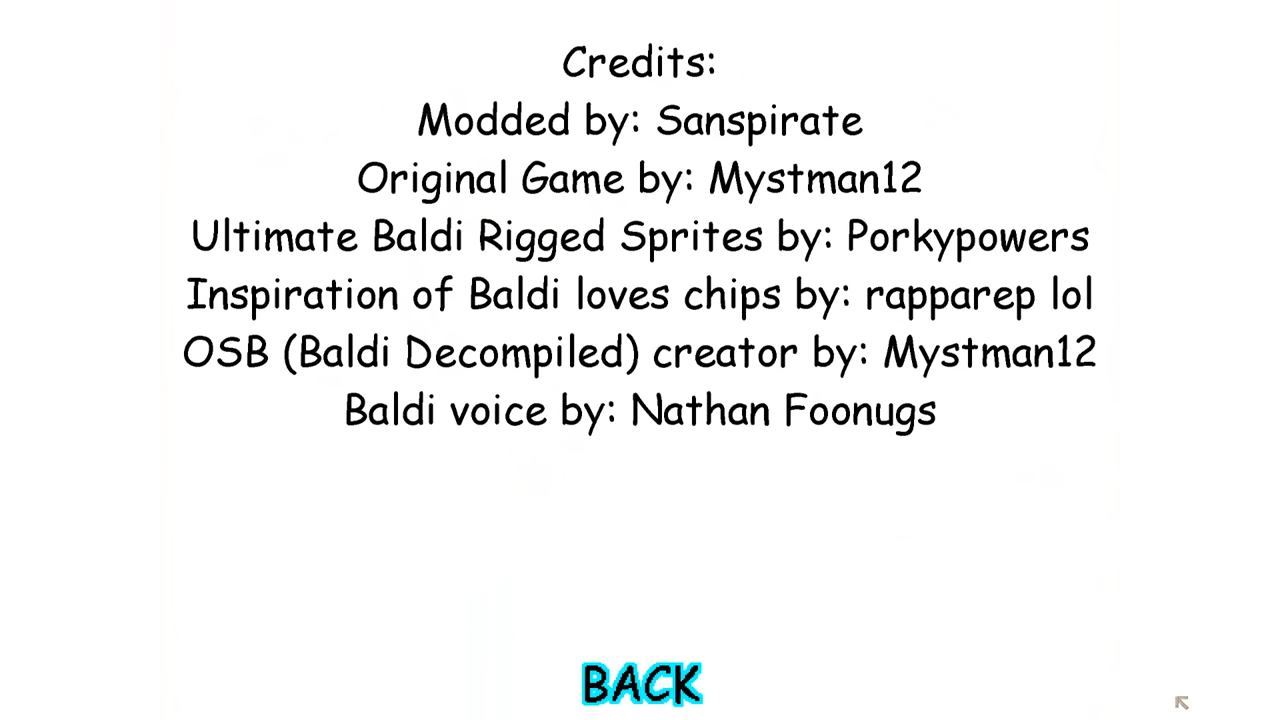 Credits:
Modded by: Sanspirate
Original Game by: Mystman12
Ultimate Baldi Rigged Sprites by: Porkypowers
Inspiration of Baldi loves chips by: rapparep lol
OSB (Baldi Decompiled) creator by: Mystman12
Baldi voice by: Nathan Foonugs
BACK